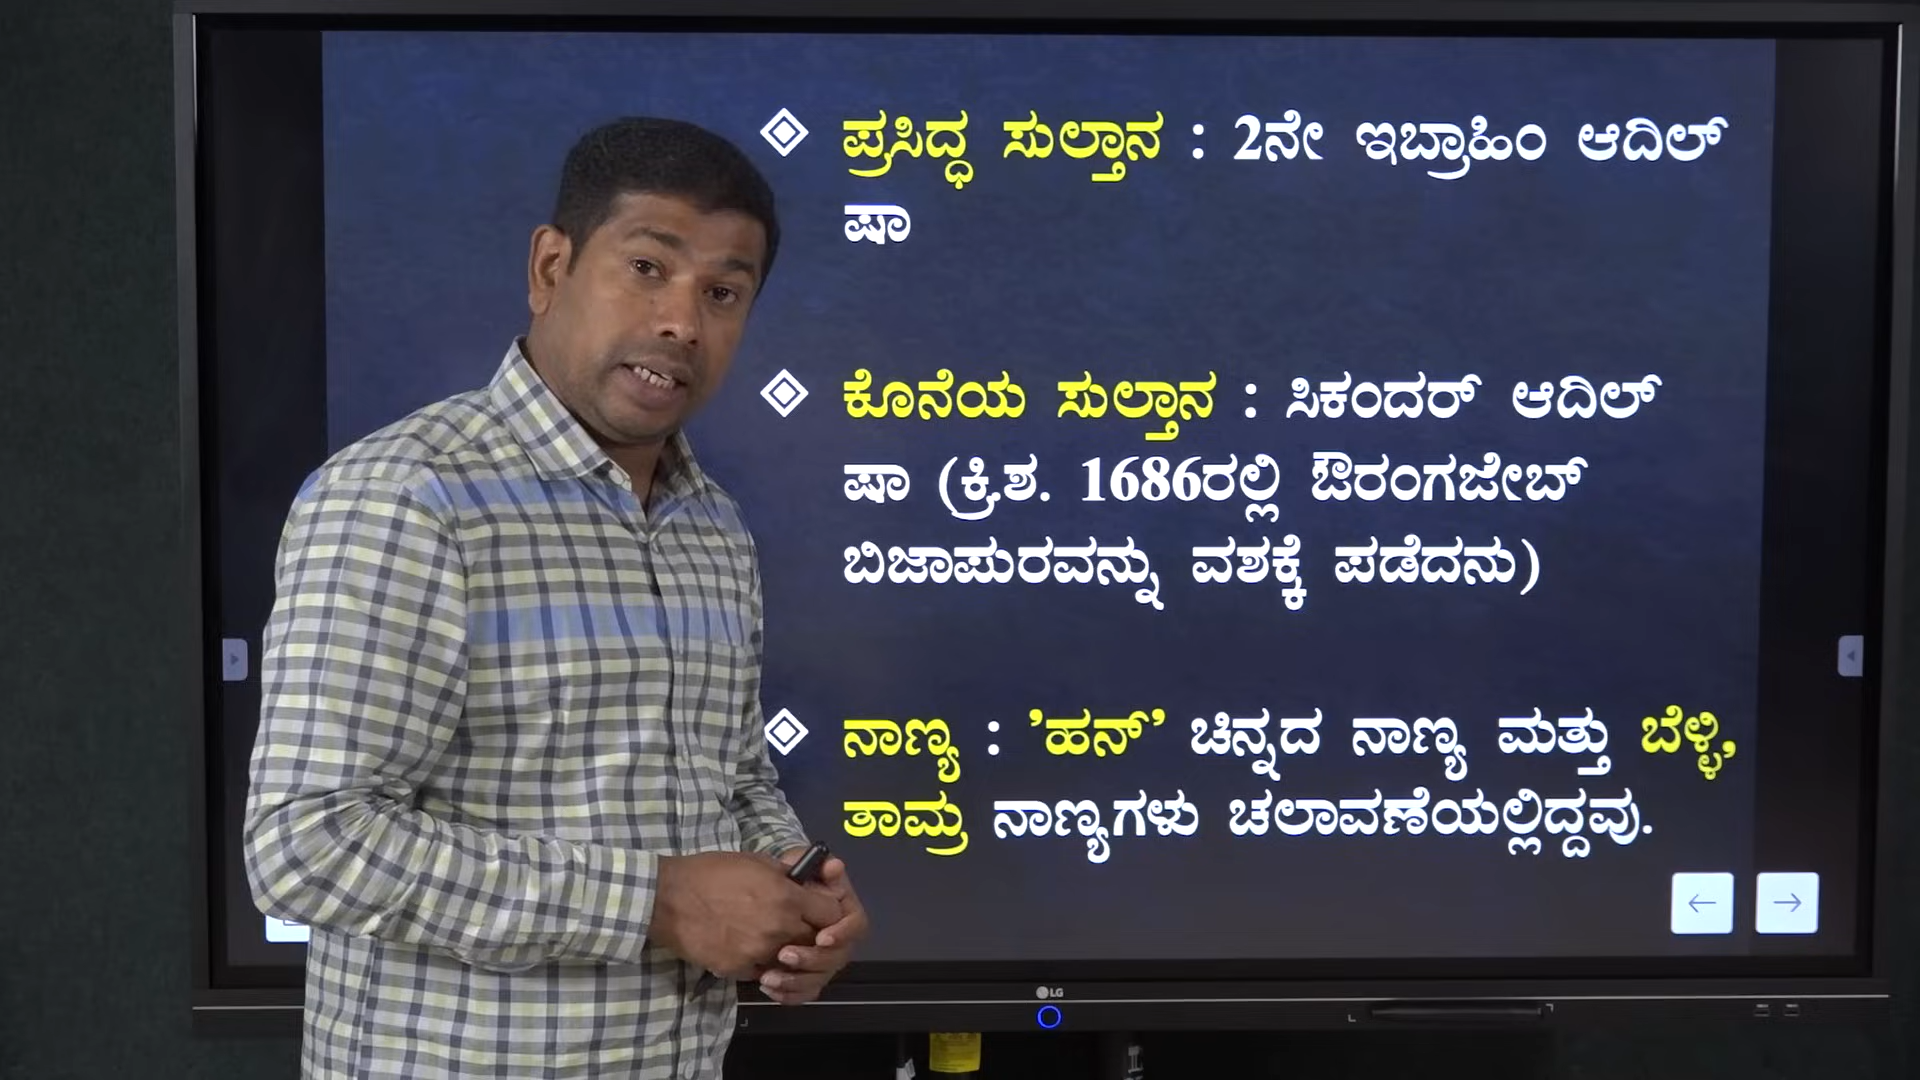 ಪ್ರಸಿದ್ಧ ಸುಲ್ತಾನ : 2ನೇ ಇಬ್ರಾಹಿಂ ಆದಿಲ್
ಷಾ
ಕೊನೆಯ ಸುಲ್ತಾನ : ಸಿಕಂದರ್ ಆದಿಲ್
ಷಾ (ಕ್ರಿ.ಶ. 1686ರಲ್ಲಿ ಔರಂಗಜೇಬ್
ಬಿಜಾಪುರವನ್ನು ವಶಕ್ಕೆ ಪಡೆದನು)
ನಾಣ್ಯ : ’ಹನ್’ ಚಿನ್ನದ ನಾಣ್ಯ ಮತ್ತು ಬೆಳ್ಳಿ,
ತಾಮ್ರ ನಾಣ್ಯಗಳು ಚಲಾವಣೆಯಲ್ಲಿದ್ದವು.
LG